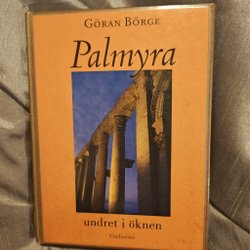 Göran Börge
Palmyra
undret i öknen
Carlssons